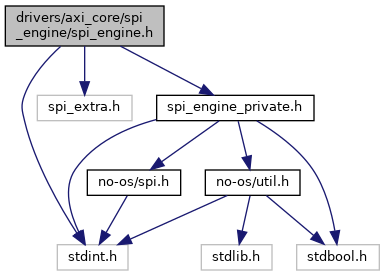 drivers/axi_core/spi
_engine/spi_engine.h
spi_extra.h
spi_engine_private.h
no-os/spi.h
no-os/util.h
stdint.h
stdlib.h
stdbool.h